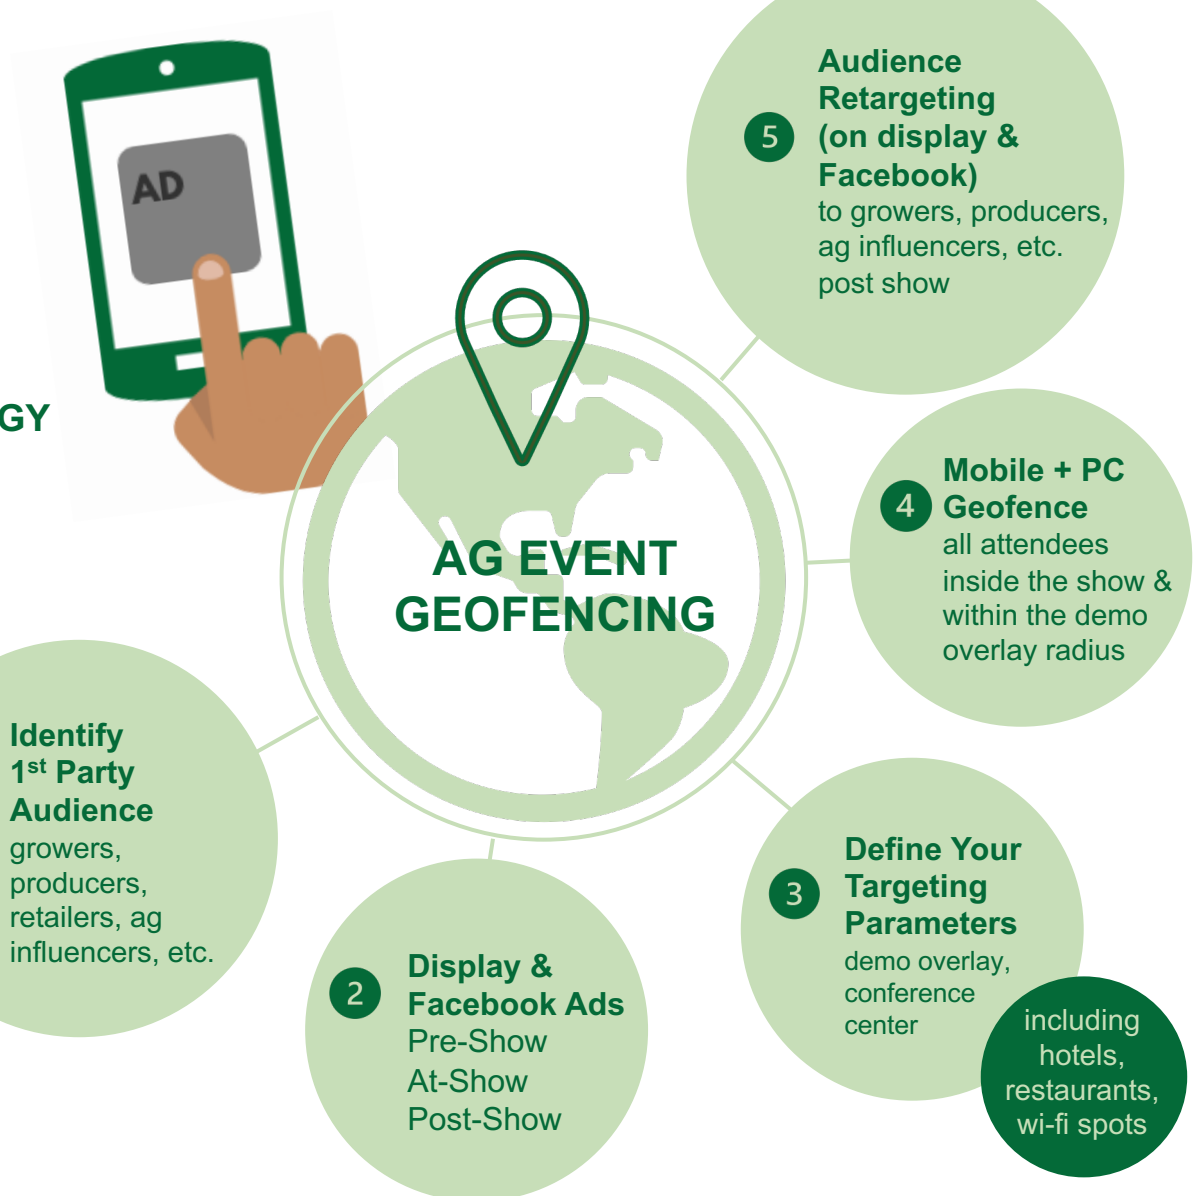 AD
GY
AG EVENT
GEOFENCING
Identify
1st Party
Audience
growers,
producers,
retailers, ag
influencers, etc.
2
Display &
Facebook Ads
Pre-Show
At-Show
Post-Show
3
Define Your
Targeting
Parameters
demo overlay,
conference
center
including
hotels,
restaurants,
wi-fi spots
4
Mobile + PC
Geofence
all attendees
inside the show &
within the demo
overlay radius
5
Audience
Retargeting
(on display &
Facebook)
to growers, producers,
ag influencers, etc.
post show